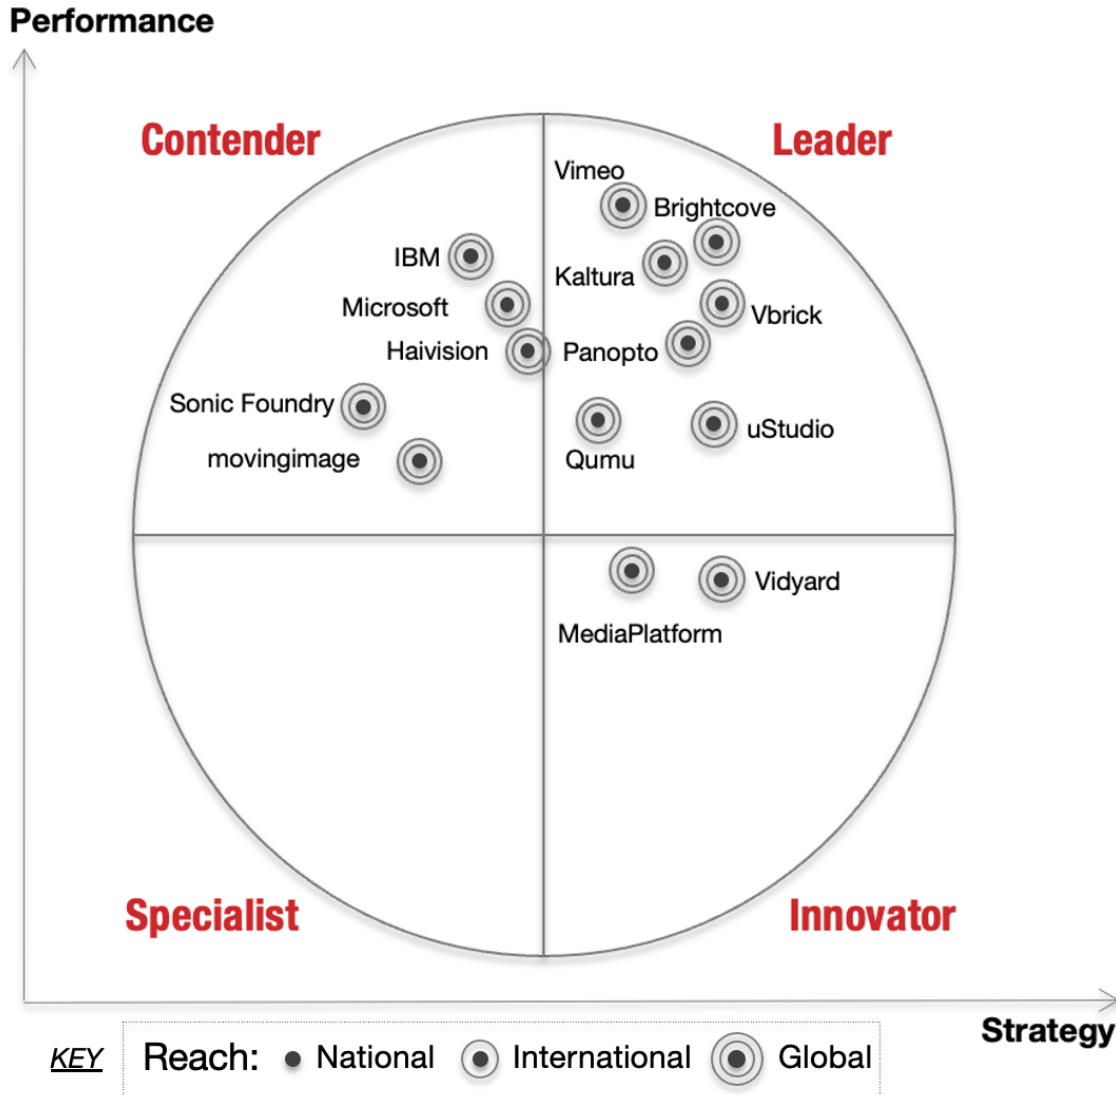 Performance
Contender
Leader
Vimeo
Brightcove
IBM
Kaltura
Microsoft
Vbrick
Haivision
Panopto
Sonic Foundry
uStudio
movingimage
Qumu
Vidyard
MediaPlatform
Specialist
Innovator
Strategy
KEY Reach: National International Global